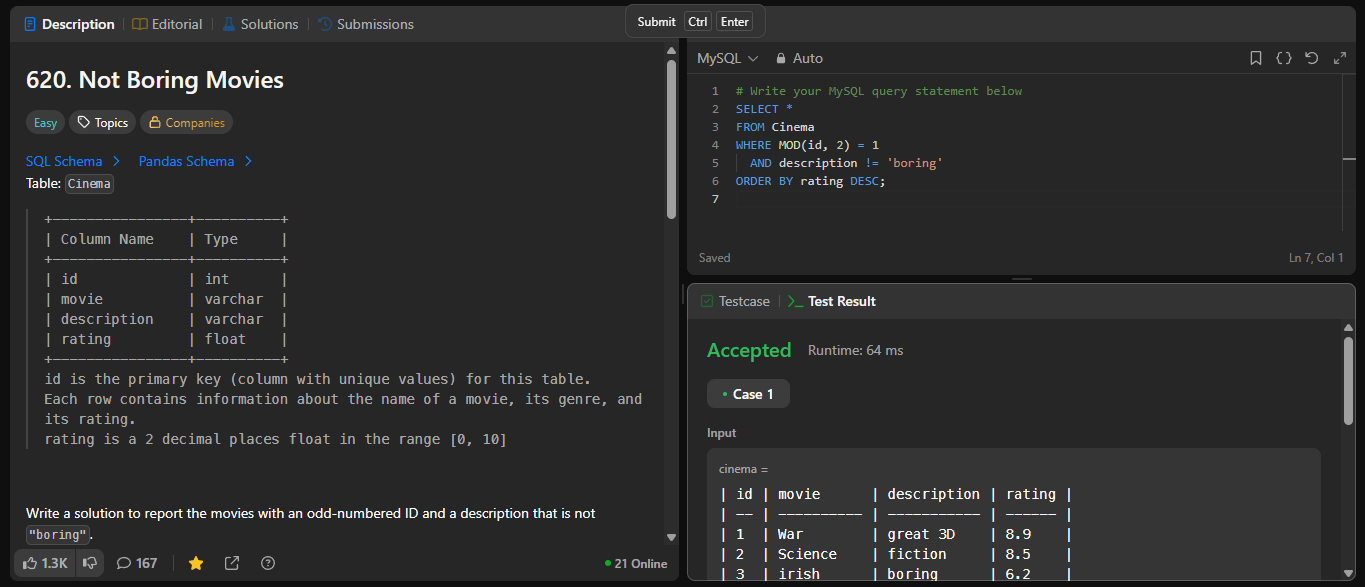 Description | Editorial | Solutions | Submissions
Submit Ctrl Enter
620. Not Boring Movies
Easy Topics Companies
SQL Schema > Pandas Schema >
Table: Cinema
+----------------+----------+
| Column Name    | Type     |
+----------------+----------+
| id             | int      |
| movie          | varchar  |
| description    | varchar  |
| rating         | float    |
+----------------+----------+
id is the primary key (column with unique values) for this table.
Each row contains information about the name of a movie, its genre, and
its rating.
rating is a 2 decimal places float in the range [0, 10]
Write a solution to report the movies with an odd-numbered ID and a description that is not
"boring".
1.3K 167 21 Online
MySQL Auto
1 # Write your MySQL query statement below
2 SELECT *
3 FROM Cinema
4 WHERE MOD(id, 2) = 1
5   AND description != 'boring'
6 ORDER BY rating DESC;
7
Saved Ln 7, Col 1
Testcase | >_ Test Result
Accepted Runtime: 64 ms
• Case 1
Input
cinema =
| id | movie      | description | rating |
| -- | ---------- | ----------- | ------ |
| 1  | War        | great 3D    | 8.9    |
| 2  | Science    | fiction     | 8.5    |
| 3  | irish      | boring      | 6.2    |